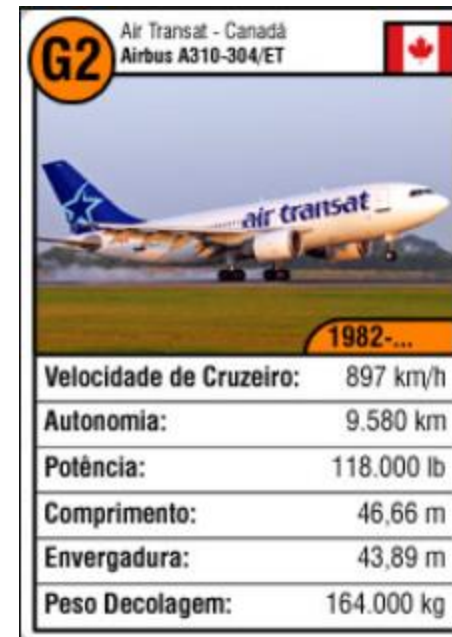 G2
Air Transat - Canadá
Airbus A310-304/ET
air transat
1982-...
Velocidade de Cruzeiro: 897 km/h
Autonomia: 9.580 km
Potência: 118.000 lb
Comprimento: 46,66 m
Envergadura: 43,89 m
Peso Decolagem: 164.000 kg